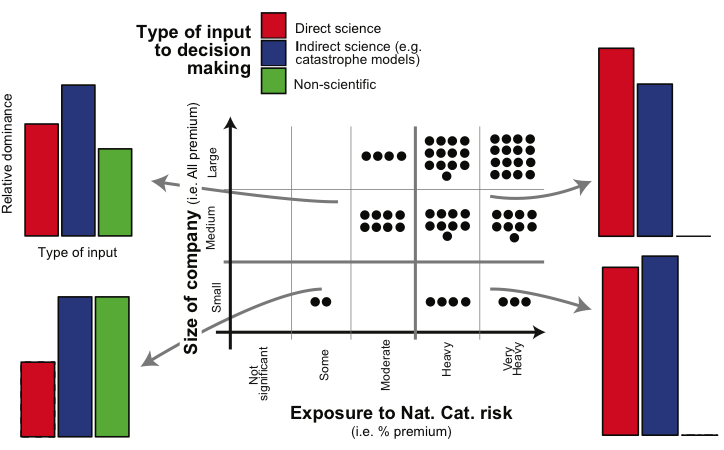 Type of input
to decision
making
Direct science
Indirect science (e.g.
catastrophe models)
Non-scientific
Relative dominance
Type of input
Size of company (i.e. All premium)
Large
Medium
Small
Not
significant
Some
Moderate
Heavy
Very
Heavy
Exposure to Nat. Cat. risk
(i.e. % premium)